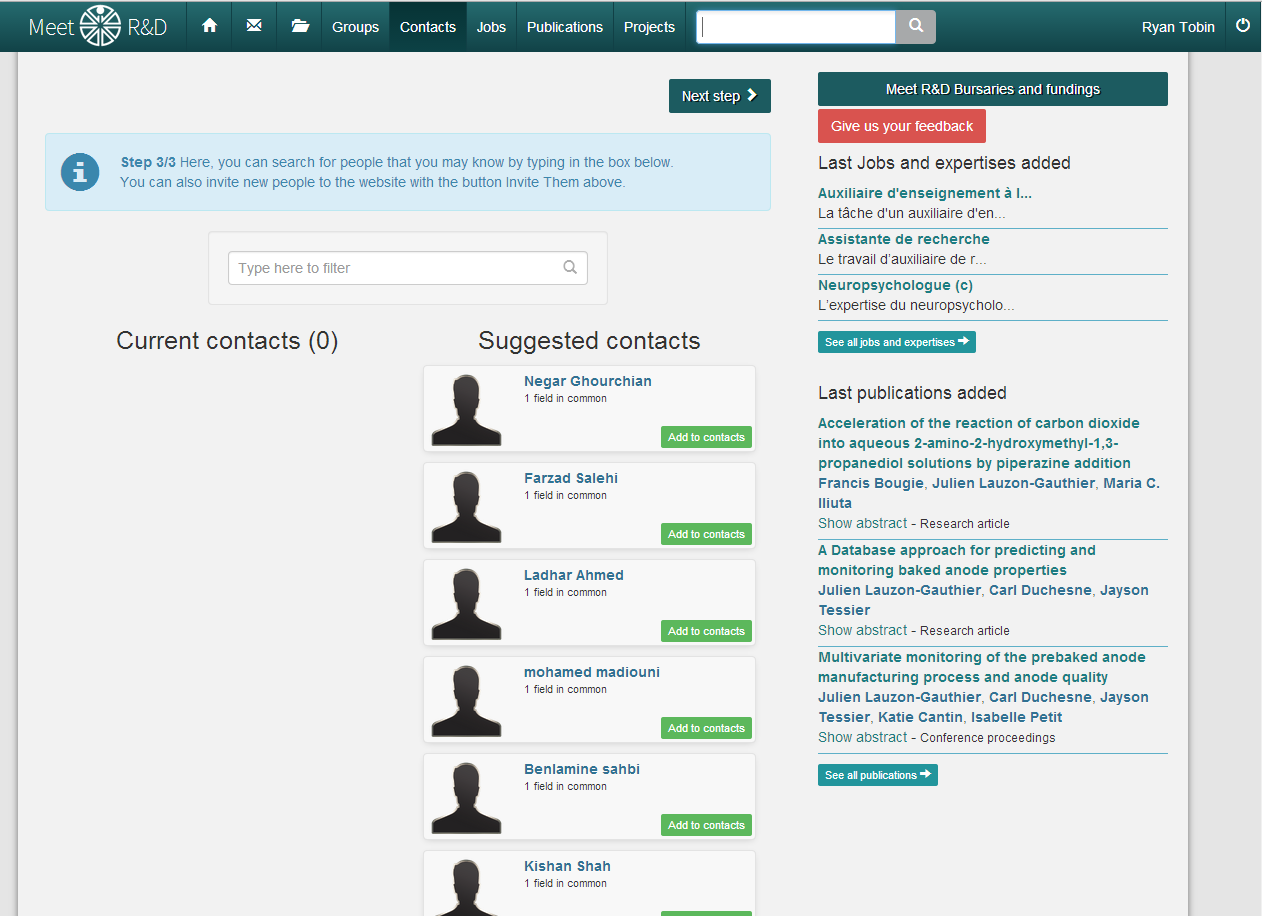 Meet R&D
Groups
Contacts
Jobs
Publications
Projects
Ryan Tobin
Next step
Step 3/3 Here, you can search for people that you may know by typing in the box below.
You can also invite new people to the website with the button Invite Them above.
Type here to filter
Current contacts (0)
Suggested contacts
Negar Ghourchian
1 field in common
Add to contacts
Farzad Salehi
1 field in common
Add to contacts
Ladhar Ahmed
1 field in common
Add to contacts
mohamed madiouni
1 field in common
Add to contacts
Benlamine sahbi
1 field in common
Add to contacts
Kishan Shah
1 field in common
Meet R&D Bursaries and fundings
Give us your feedback
Last Jobs and expertises added
Auxiliaire d'enseignement à l...
La tâche d'un auxiliaire d'en...
Assistante de recherche
Le travail d'auxiliaire de r...
Neuropsychologue (c)
L'expertise du neuropsycholo...
See all jobs and expertises
Last publications added
Acceleration of the reaction of carbon dioxide
into aqueous 2-amino-2-hydroxymethyl-1,3-
propanediol solutions by piperazine addition
Francis Bougie, Julien Lauzon-Gauthier, Maria C.
Iliuta
Show abstract - Research article
A Database approach for predicting and
monitoring baked anode properties
Julien Lauzon-Gauthier, Carl Duchesne, Jayson
Tessier
Show abstract - Research article
Multivariate monitoring of the prebaked anode
manufacturing process and anode quality
Julien Lauzon-Gauthier, Carl Duchesne, Jayson
Tessier, Katie Cantin, Isabelle Petit
Show abstract - Conference proceedings
See all publications